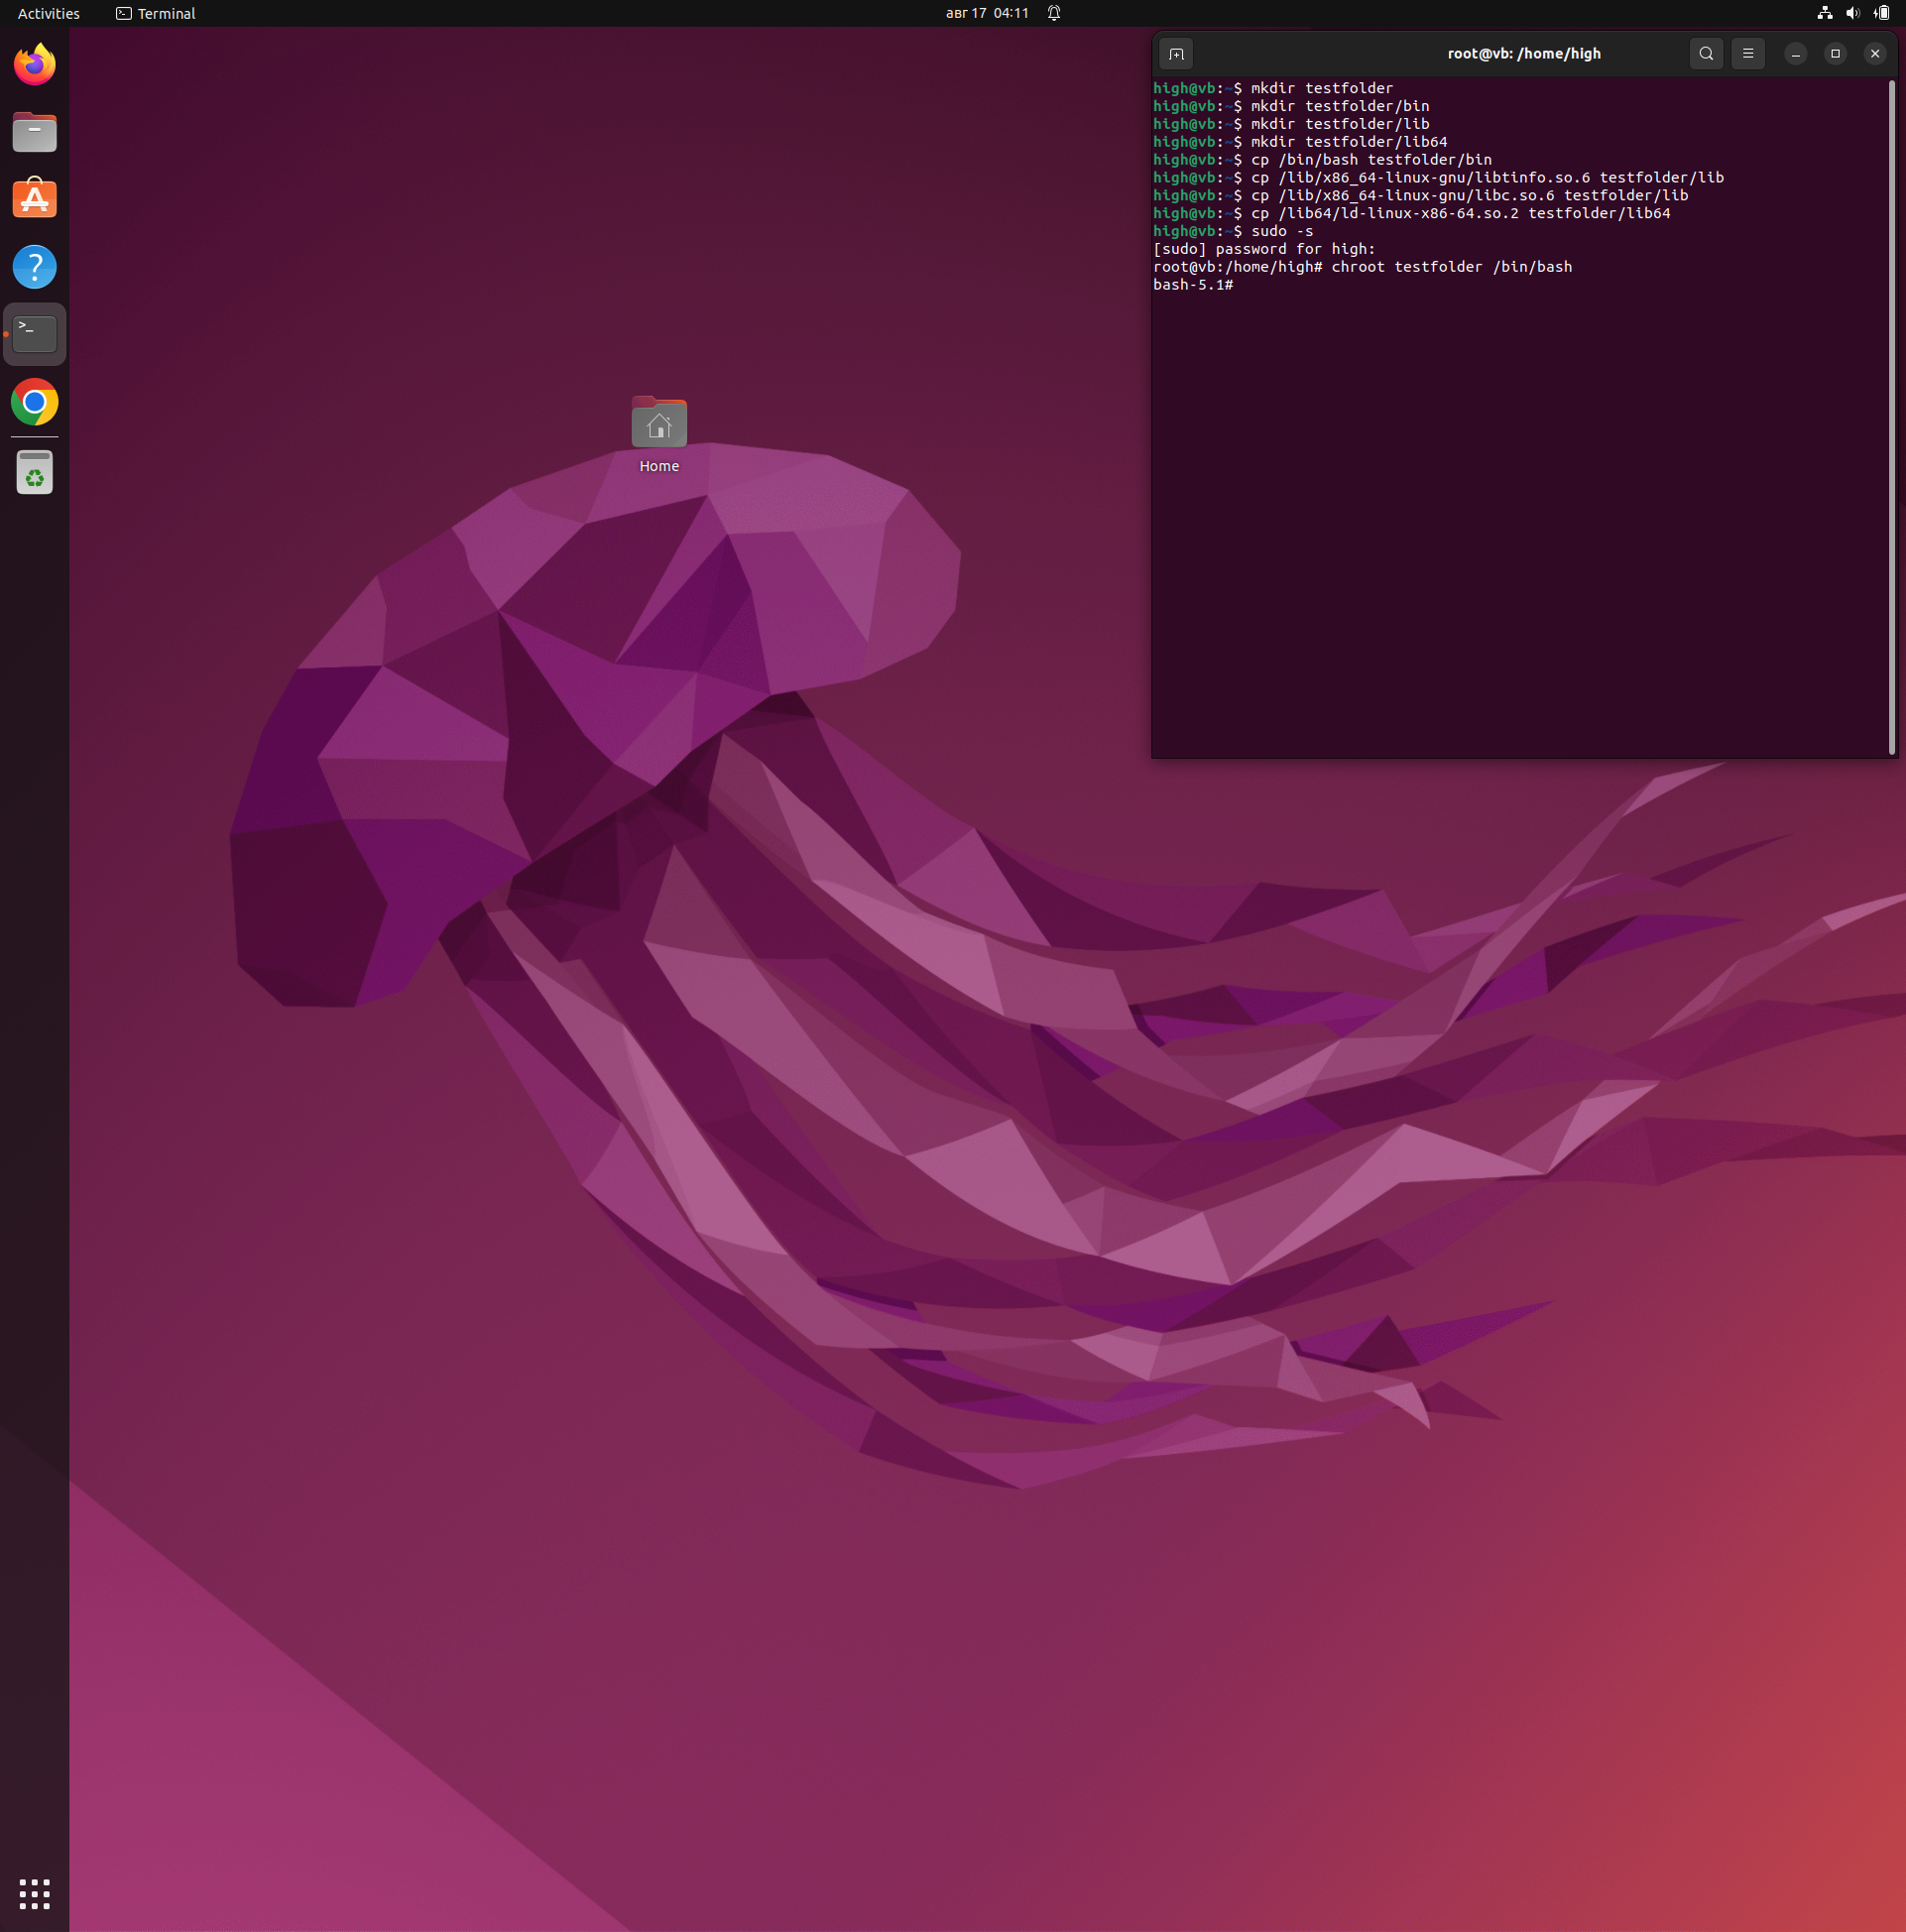 Activities
Terminal
авг 17 04:11
root@vb: /home/high
high@vb:~$ mkdir testfolder
high@vb:~$ mkdir testfolder/bin
high@vb:~$ mkdir testfolder/lib
high@vb:~$ mkdir testfolder/lib64
high@vb:~$ cp /bin/bash testfolder/bin
high@vb:~$ cp /lib/x86_64-linux-gnu/libtinfo.so.6 testfolder/lib
high@vb:~$ cp /lib/x86_64-linux-gnu/libc.so.6 testfolder/lib
high@vb:~$ cp /lib64/ld-linux-x86-64.so.2 testfolder/lib64
high@vb:~$ sudo -s
[sudo] password for high:
root@vb:/home/high# chroot testfolder /bin/bash
bash-5.1#
Home